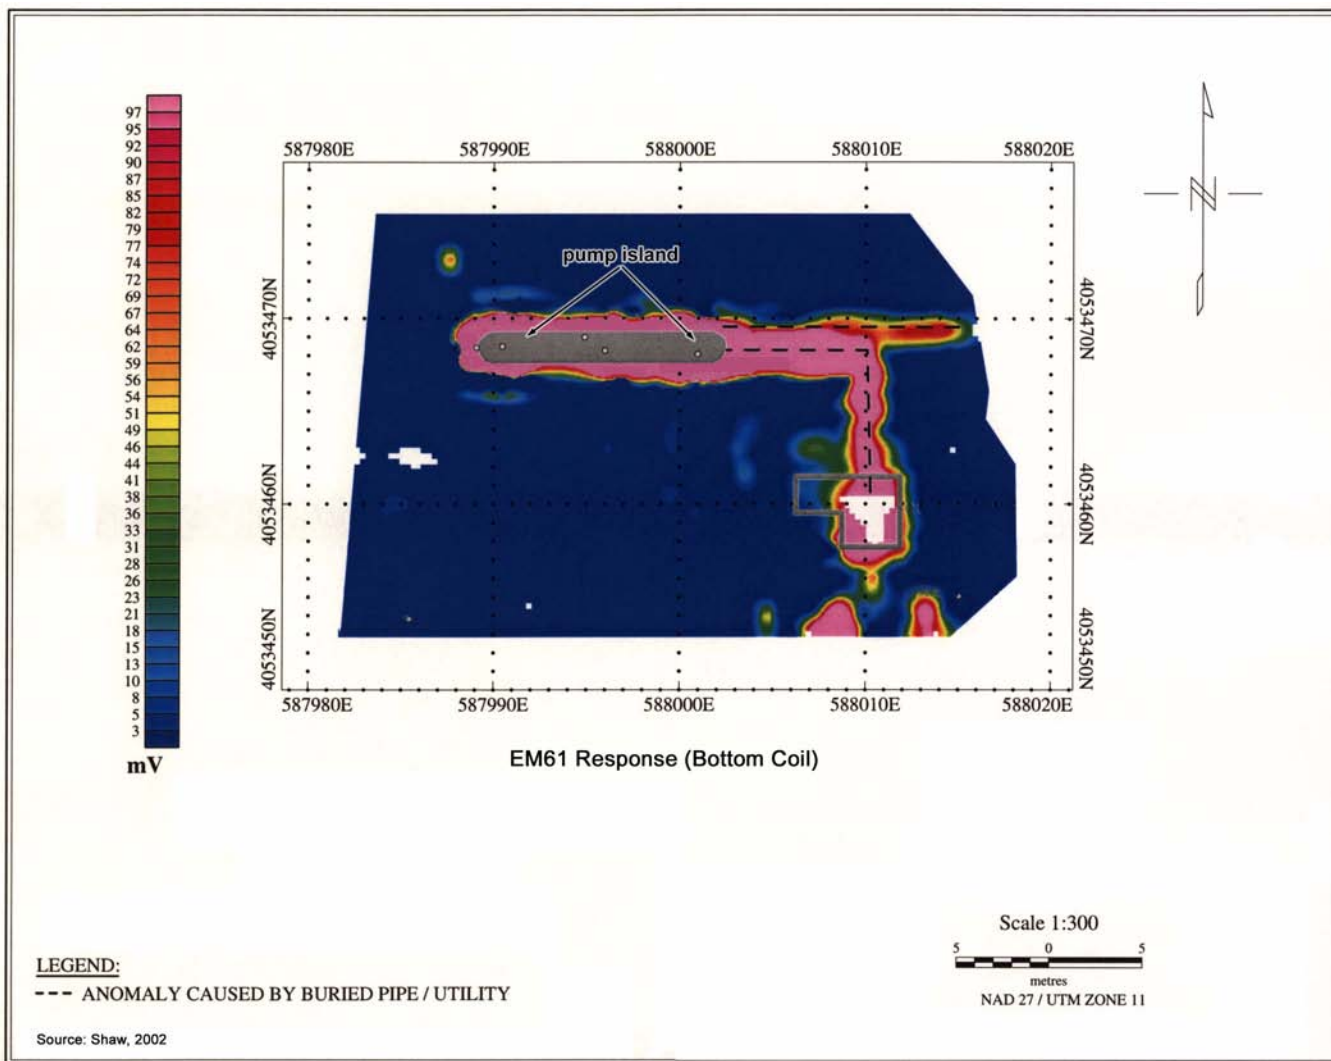 97
95
92
90
87
85
82
79
77
74
72
69
67
64
62
59
56
54
51
49
46
44
41
38
36
33
31
28
26
23
21
18
15
13
10
8
5
3
mV
587980E 587990E 588000E 588010E 588020E
4053470N 4053470N
4053460N 4053460N
4053450N 4053450N
pump island
587980E 587990E 588000E 588010E 588020E
EM61 Response (Bottom Coil)
N
Scale 1:300
5 0 5
metres
NAD 27 / UTM ZONE 11
LEGEND:
--- ANOMALY CAUSED BY BURIED PIPE / UTILITY
Source: Shaw, 2002